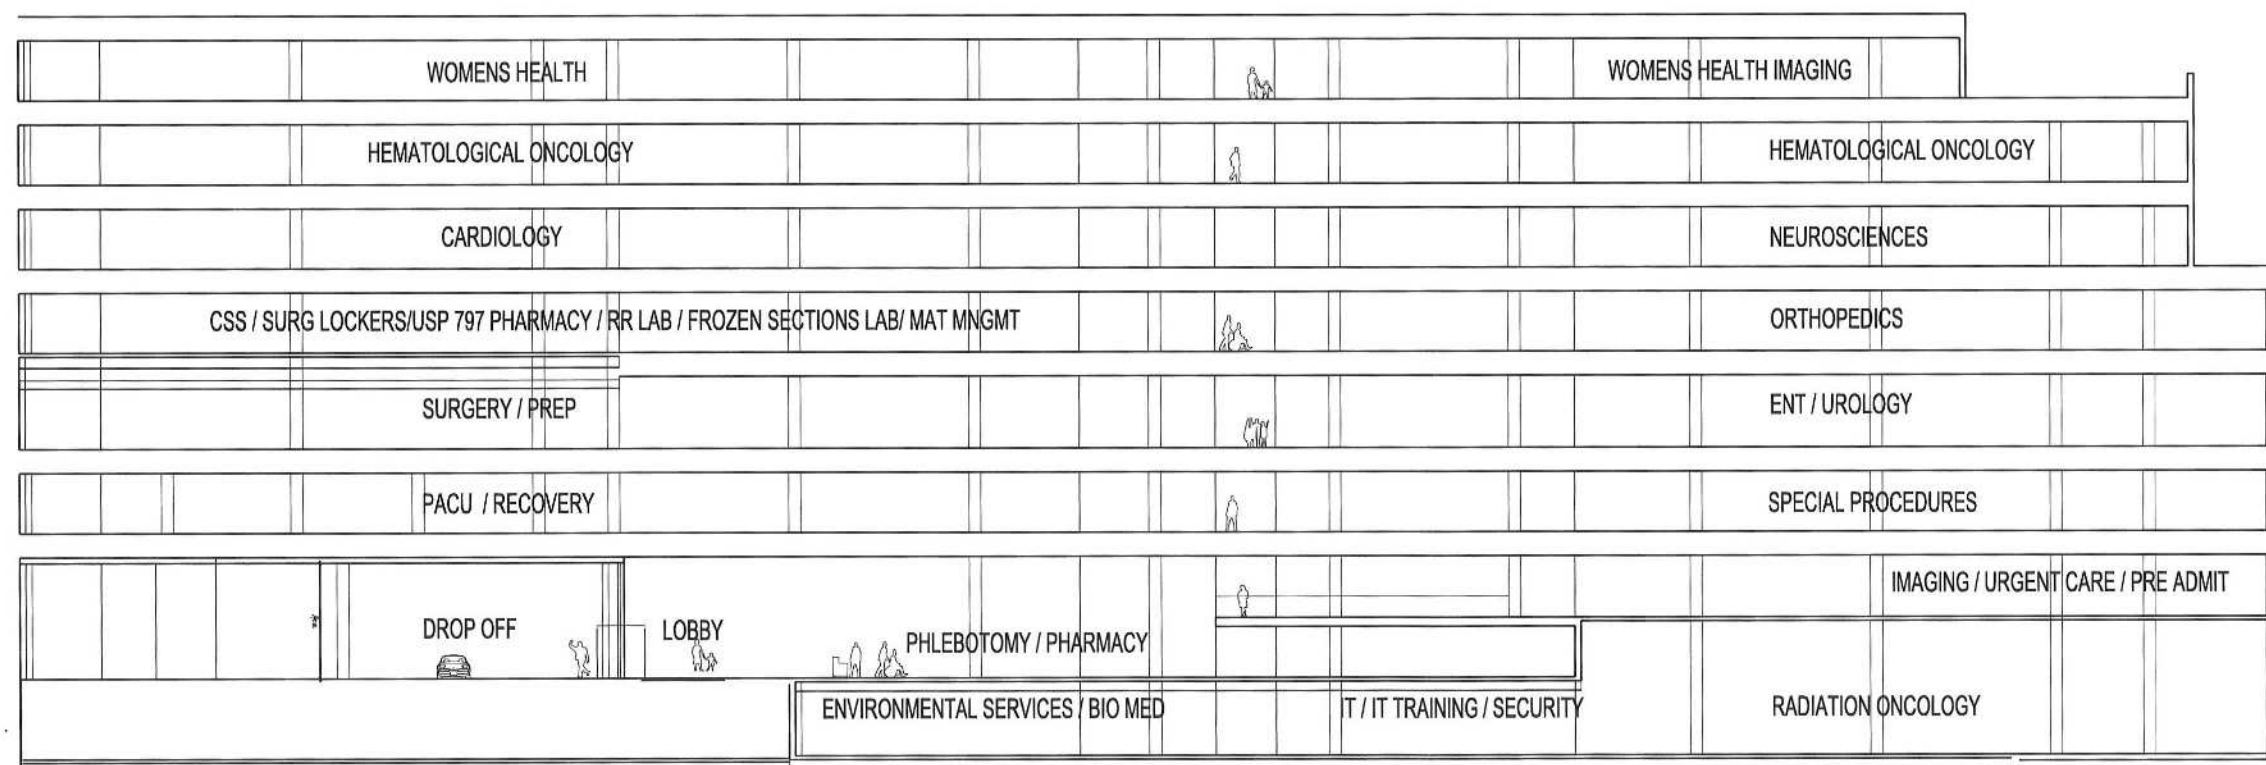 WOMENS HEALTH
WOMENS HEALTH IMAGING
HEMATOLOGICAL ONCOLOGY
HEMATOLOGICAL ONCOLOGY
CARDIOLOGY
NEUROSCIENCES
CSS / SURG LOCKERS/USP 797 PHARMACY / RR LAB / FROZEN SECTIONS LAB/ MAT MNGMT
ORTHOPEDICS
SURGERY / PREP
ENT / UROLOGY
PACU / RECOVERY
SPECIAL PROCEDURES
IMAGING / URGENT CARE / PRE ADMIT
DROP OFF
LOBBY
PHLEBOTOMY / PHARMACY
ENVIRONMENTAL SERVICES / BIO MED
IT / IT TRAINING / SECURITY
RADIATION ONCOLOGY